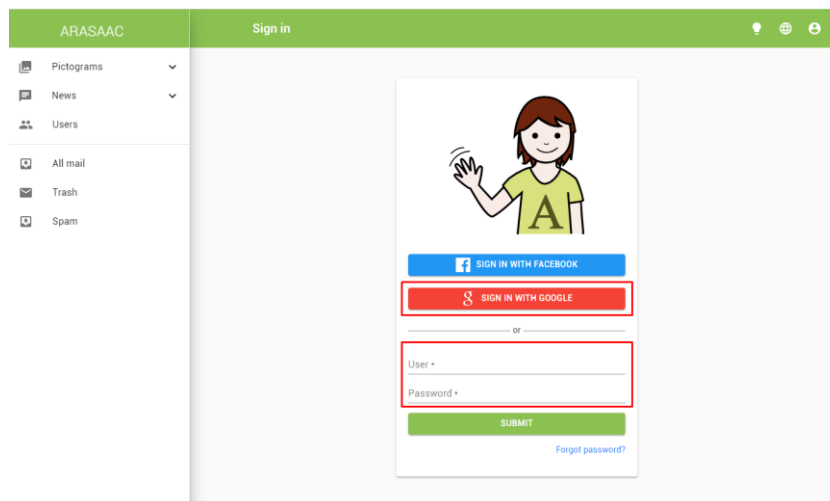 ARASAAC
Sign in
Pictograms
News
Users
All mail
Trash
Spam
A
SIGN IN WITH FACEBOOK
SIGN IN WITH GOOGLE
or
User *
Password *
SUBMIT
Forgot password?